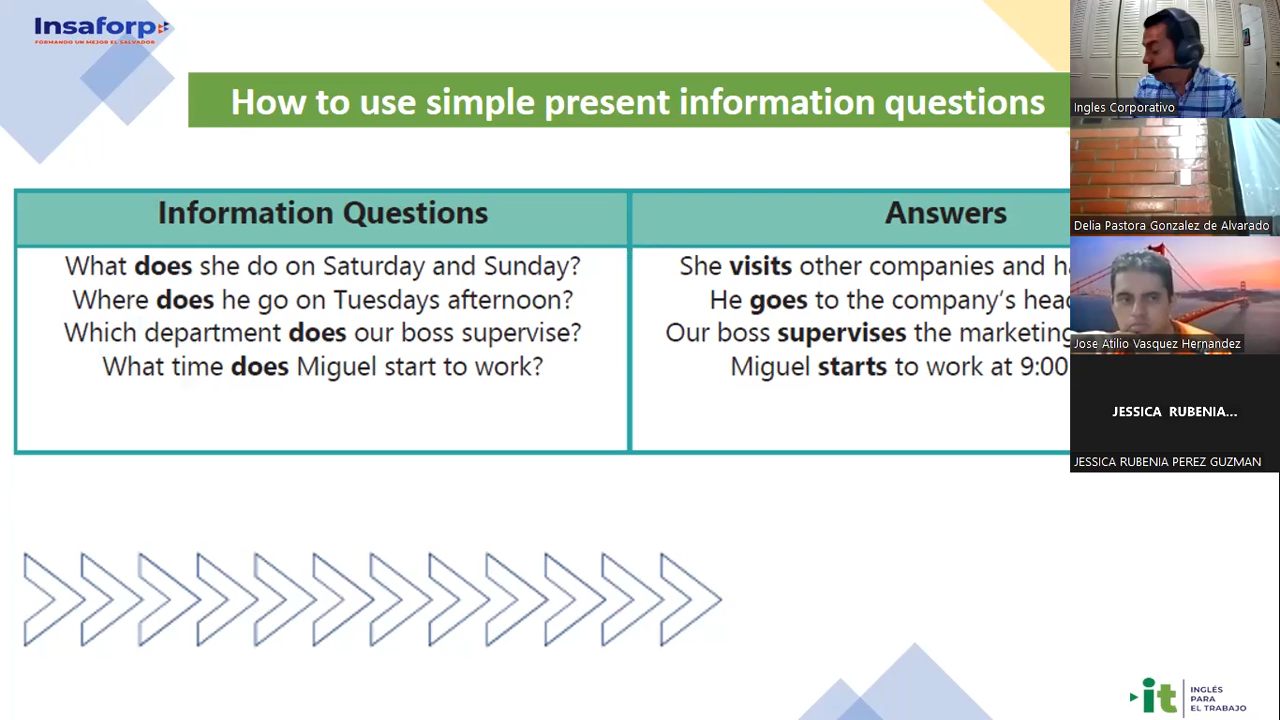 Insaforp
FORMANDO UN MEJOR EL SALVADOR
How to use simple present information questions
Information Questions
What does she do on Saturday and Sunday?
Where does he go on Tuesdays afternoon?
Which department does our boss supervise?
What time does Miguel start to work?
Answers
She visits other companies and
He goes to the company's
Our boss supervises the marketing
Miguel starts to work at 9:00
Ingles Corporativo
Delia Pastora Gonzalez de Alvarado
Jose Atilio Vasquez Hernandez
JESSICA RUBENIA...
JESSICA RUBENIA PEREZ GUZMAN
it
INGLÉS
PARA
EL TRABAJO